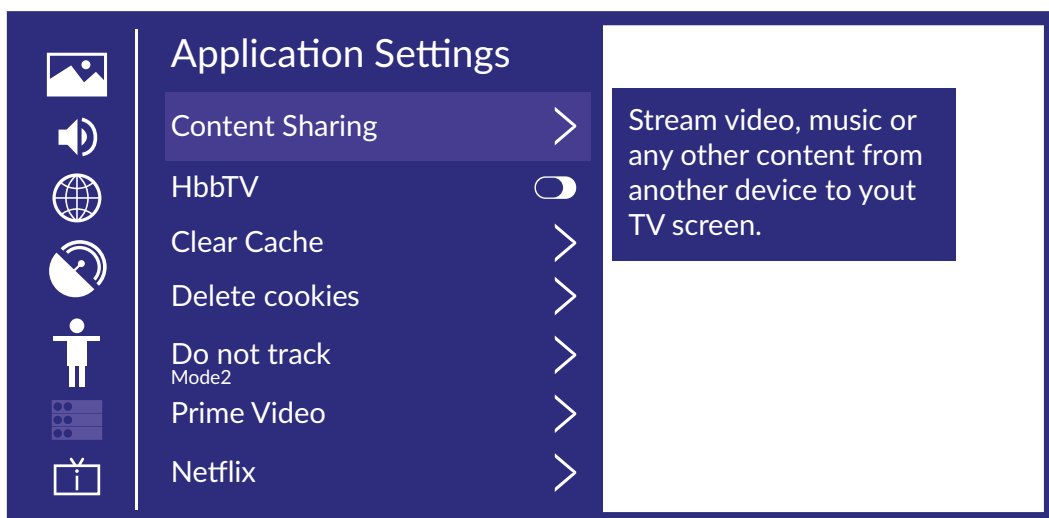 Application Settings
Content Sharing
Stream video, music or
any other content from
another device to yout
TV screen.
HbbTV
Clear Cache
Delete cookies
Do not track
Mode2
Prime Video
Netflix
i